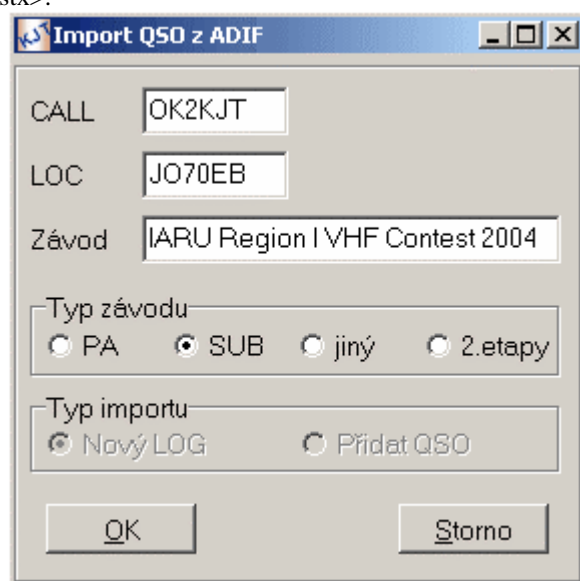 stx>.
Import QSO z ADIF
CALL OK2KJT
LOC JO70EB
Závod IARU Region I VHF Contest 2004
Typ závodu
PA SUB jiný 2.etapy
Typ importu
Nový LOG Přidat QSO
OK Storno